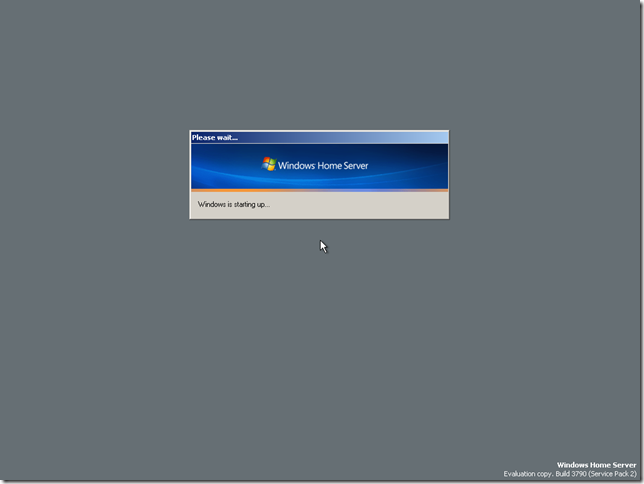 Please wait...
Windows Home Server
Windows is starting up...
Windows Home Server
Evaluation copy. Build 3790 (Service Pack 2)